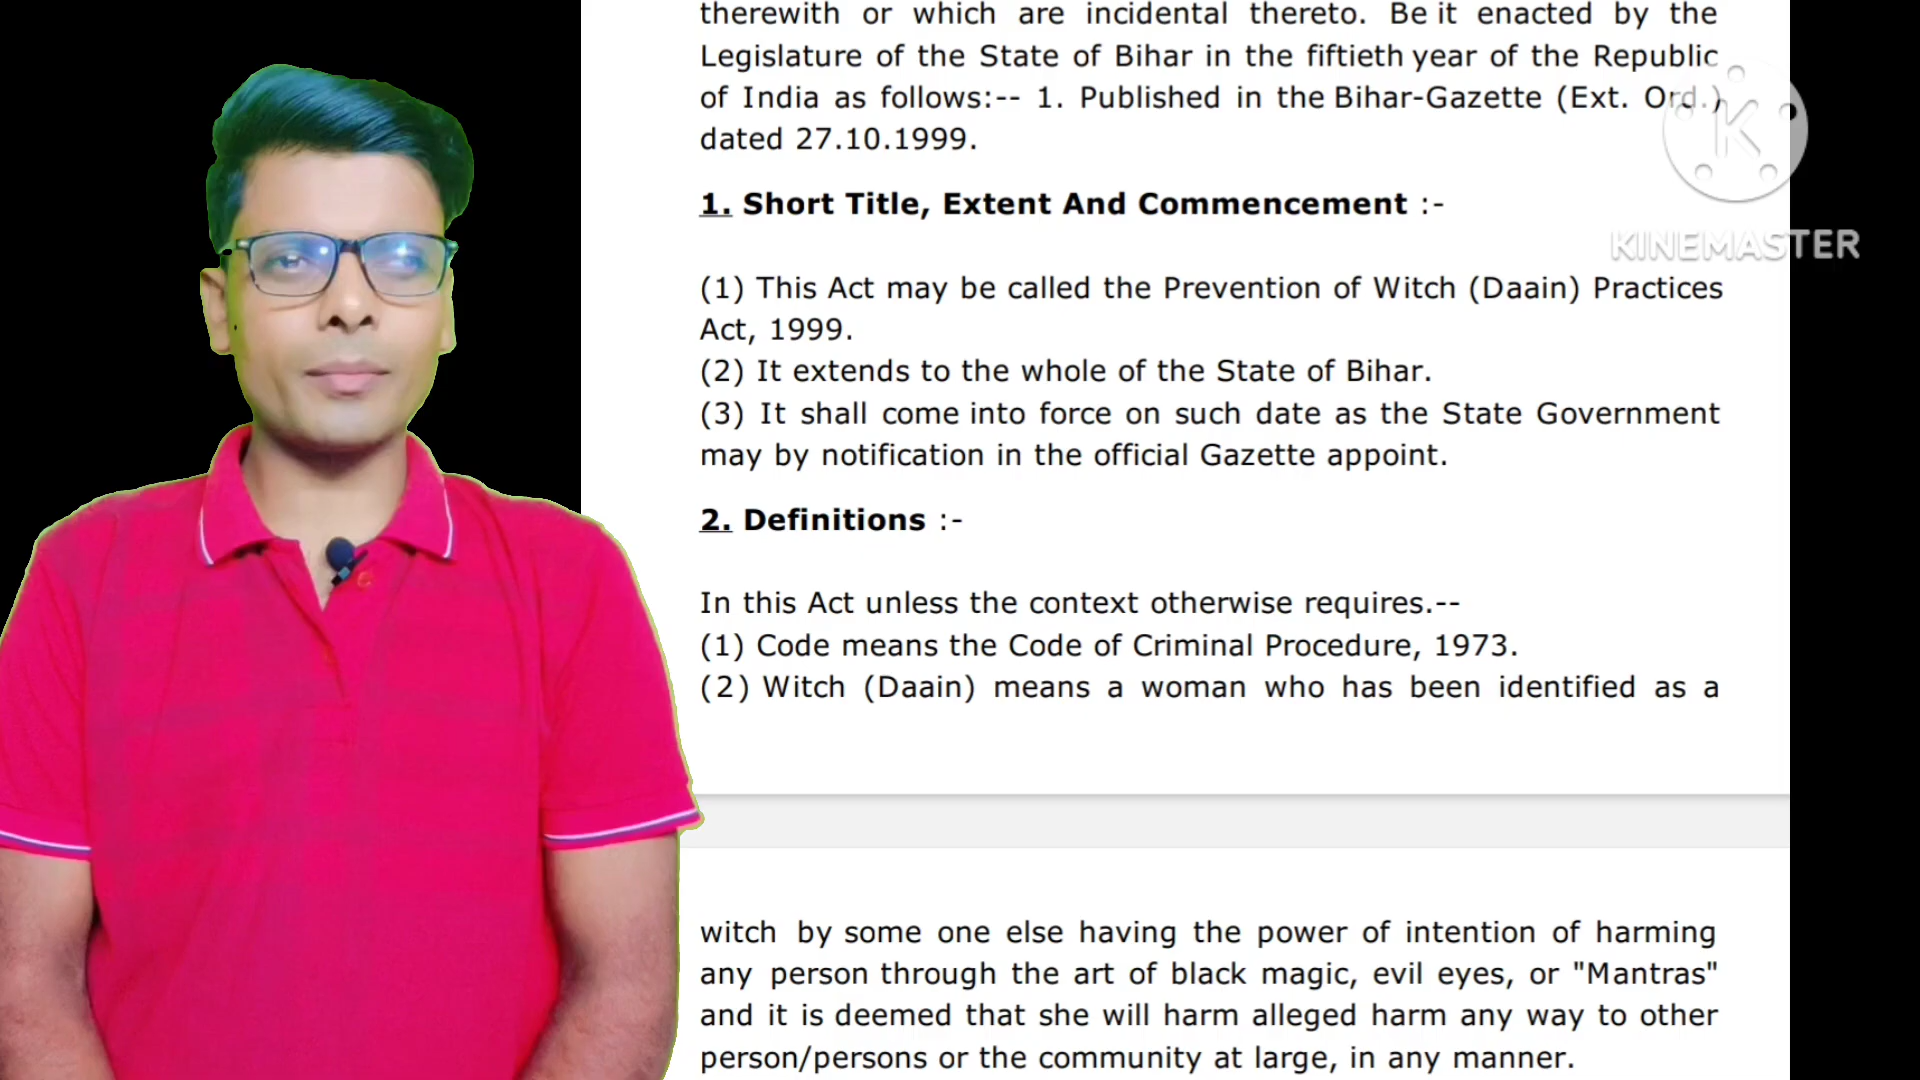 therewith or which are incidental thereto. Be it enacted by the
Legislature of the State of Bihar in the fiftieth year of the Republic
of India as follows:-- 1. Published in the Bihar-Gazette (Ext. Ord.)
dated 27.10.1999.
1. Short Title, Extent And Commencement :-
(1) This Act may be called the Prevention of Witch (Daain) Practices
Act, 1999.
(2) It extends to the whole of the State of Bihar.
(3) It shall come into force on such date as the State Government
may by notification in the official Gazette appoint.
2. Definitions :-
In this Act unless the context otherwise requires.--
(1) Code means the Code of Criminal Procedure, 1973.
(2) Witch (Daain) means a woman who has been identified as a
witch by some one else having the power of intention of harming
any person through the art of black magic, evil eyes, or "Mantras"
and it is deemed that she will harm alleged harm any way to other
person/persons or the community at large, in any manner.
K
KINEMASTER